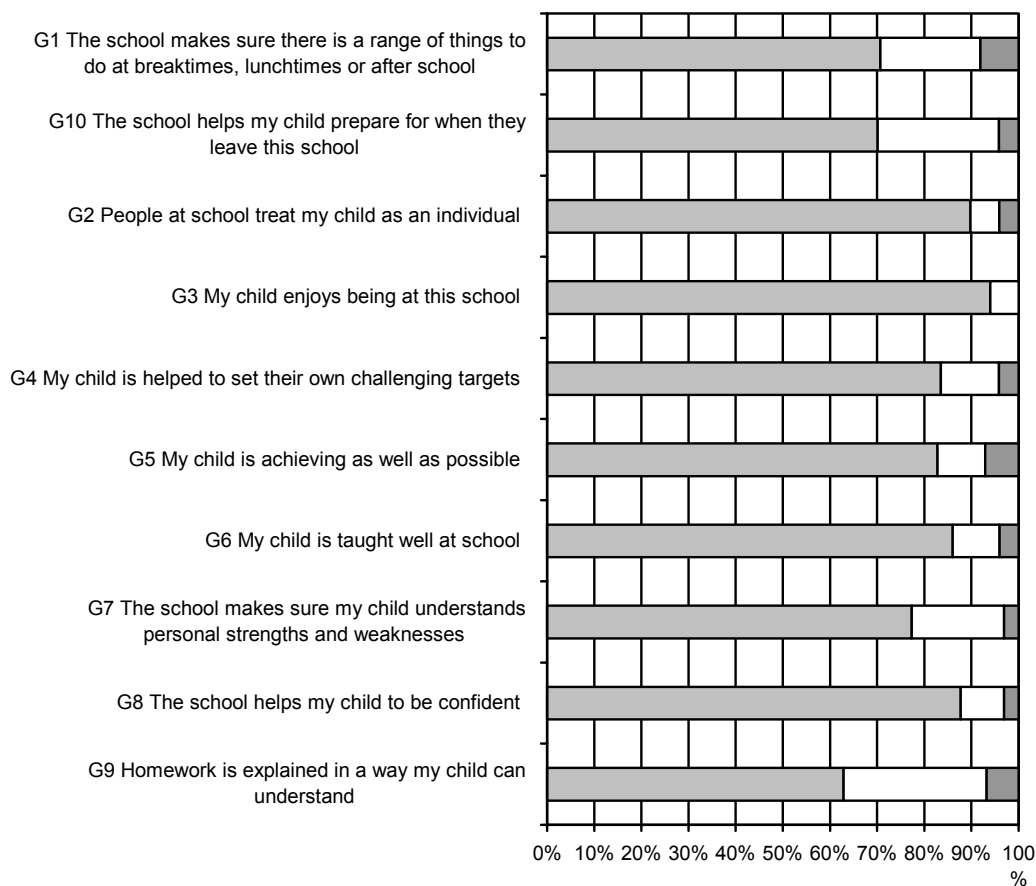 G1 The school makes sure there is a range of things to
do at breaktimes, lunchtimes or after school
G10 The school helps my child prepare for when they
leave this school
G2 People at school treat my child as an individual
G3 My child enjoys being at this school
G4 My child is helped to set their own challenging targets
G5 My child is achieving as well as possible
G6 My child is taught well at school
G7 The school makes sure my child understands
personal strengths and weaknesses
G8 The school helps my child to be confident
G9 Homework is explained in a way my child can
understand
0% 10% 20% 30% 40% 50% 60% 70% 80% 90% 100
%